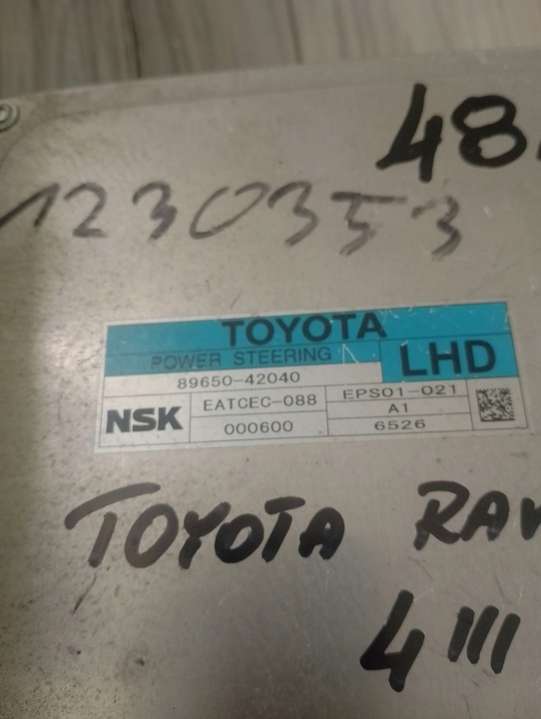 48
1230353
TOYOTA
POWER STEERING LHD
89650-42040
NSK EATCEC-088 EPS01-021
A1
000600 6526
TOYOTA RAV
4 III